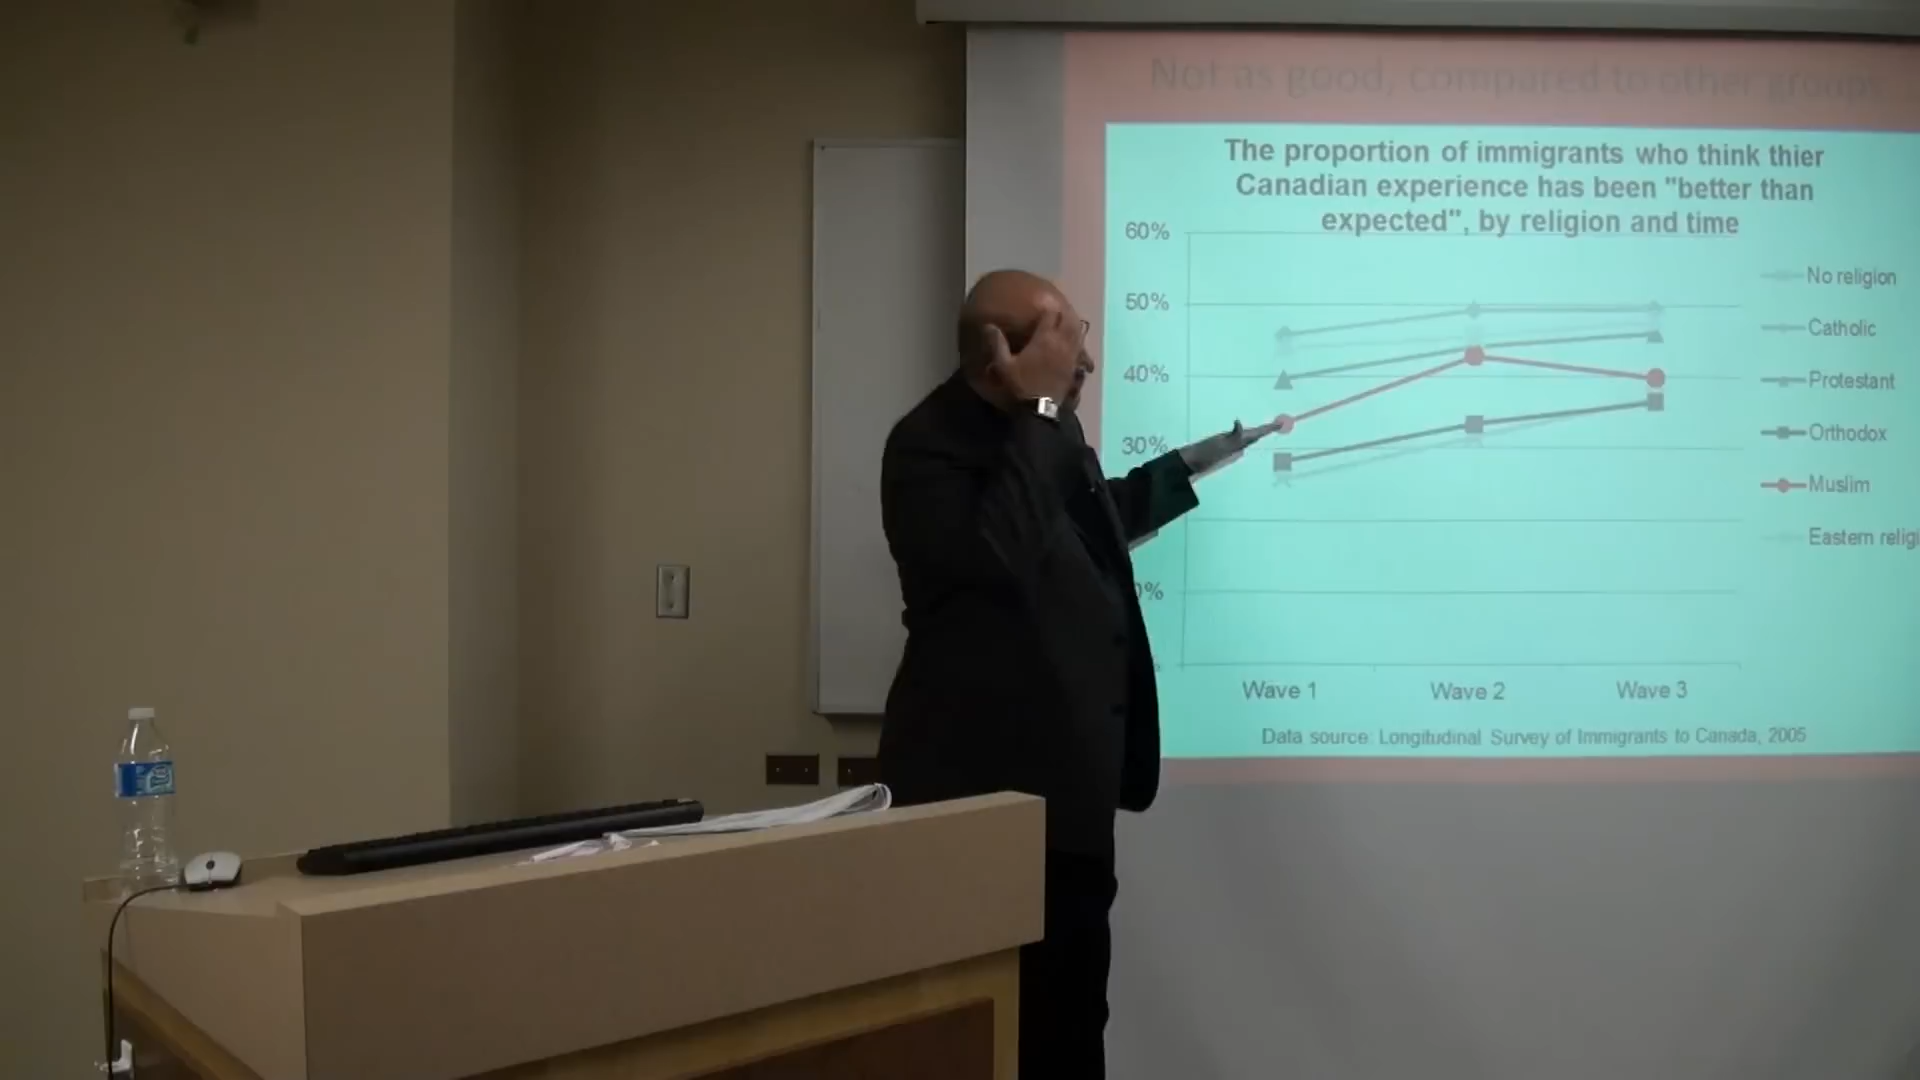 Not as good, compared to other groups
The proportion of immigrants who think thier
Canadian experience has been "better than
expected", by religion and time
60%
50%
40%
30%
0%
%
No religion
Catholic
Protestant
Orthodox
Muslim
Eastern religi
Wave 1
Wave 2
Wave 3
Data source: Longitudinal Survey of Immigrants to Canada, 2005